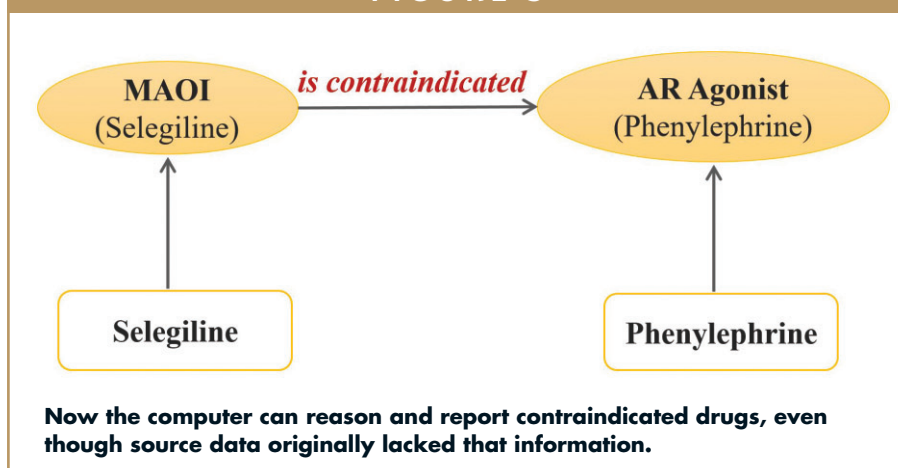 MAOI
(Selegiline)
is contraindicated
AR Agonist
(Phenylephrine)
Selegiline
Phenylephrine
Now the computer can reason and report contraindicated drugs, even
though source data originally lacked that information.